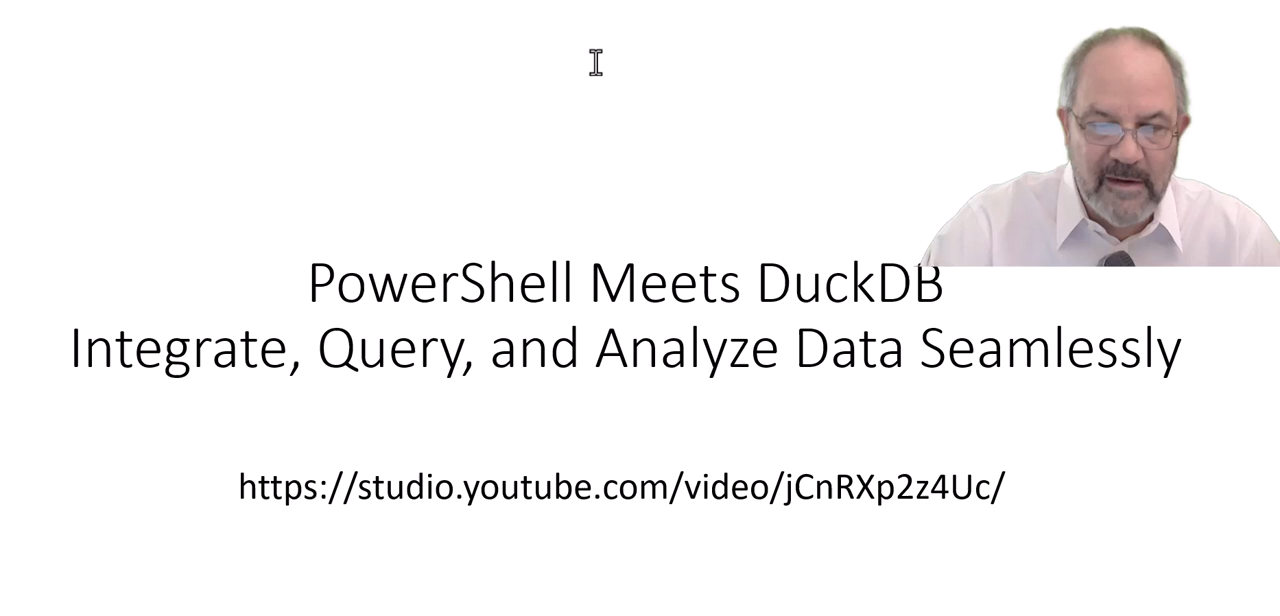 PowerShell Meets DuckDB
Integrate, Query, and Analyze Data Seamlessly
https://studio.youtube.com/video/jCnRXp2z4Uc/